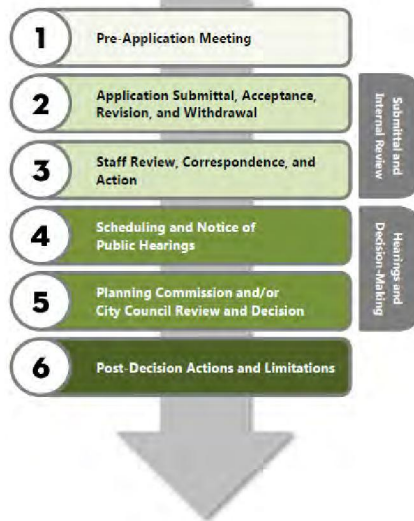 1
Pre-Application Meeting
2
Application Submittal, Acceptance,
Revision, and Withdrawal
3
Staff Review, Correspondence, and
Action
Submittal and
Internal Review
4
Scheduling and Notice of
Public Hearings
5
Planning Commission and/or
City Council Review and Decision
Hearings and
Decision-Making
6
Post-Decision Actions and Limitations